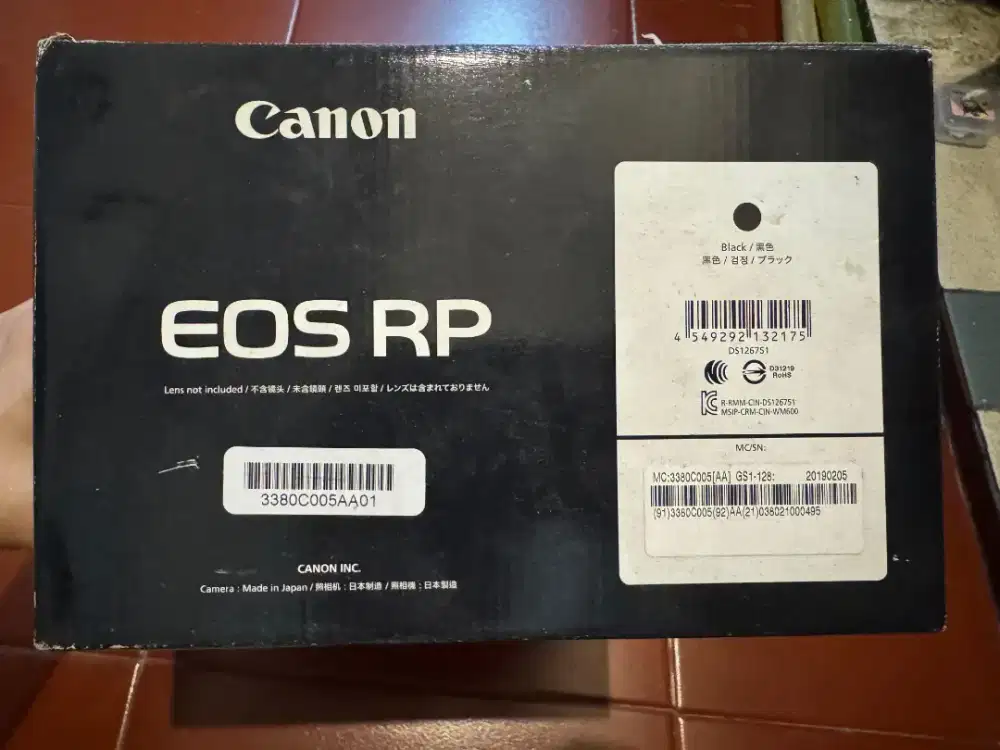 Canon
EOS RP
Lens not included / 不含镜头 / 未含鏡頭 / 렌즈 미포함 / レンズは含まれておりません
3380C005AA01
CANON INC.
Camera : Made in Japan / 照相机 : 日本制造 / 照相機 : 日本製造
Black / 黑色
黒色 / 검정 / ブラック
4 549292 132175
DS126751
D31219
RoHS
R-RMM-CIN-DS126751
MSIP-CRM-CIN-WM600
MC/SN:
MC:3380C005[AA] GS1-128: 20190205
(91)3380C005(92)AA(21)038021000495